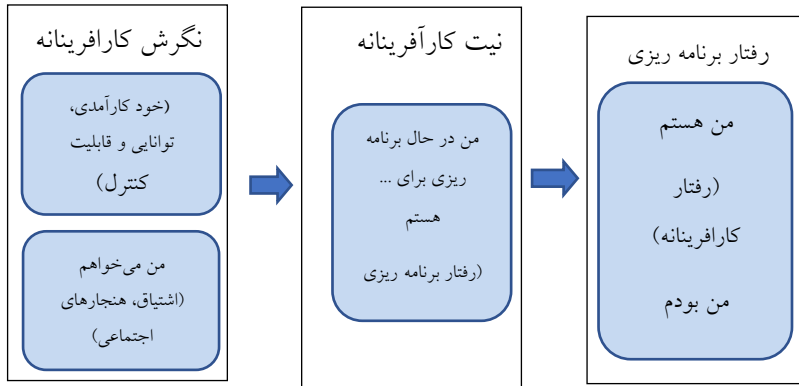 نگرش کارافرینانه
(خود کارآمدی،
توانایی و قابلیت
کنترل)
من می‌خواهم
(اشتیاق، هنجارهای
اجتماعی)
نیت کارآفرینانه
من در حال برنامه
ریزی برای ...
هستم
(رفتار برنامه ریزی
رفتار برنامه ریزی
من هستم
(رفتار
کارافرینانه)
من بودم